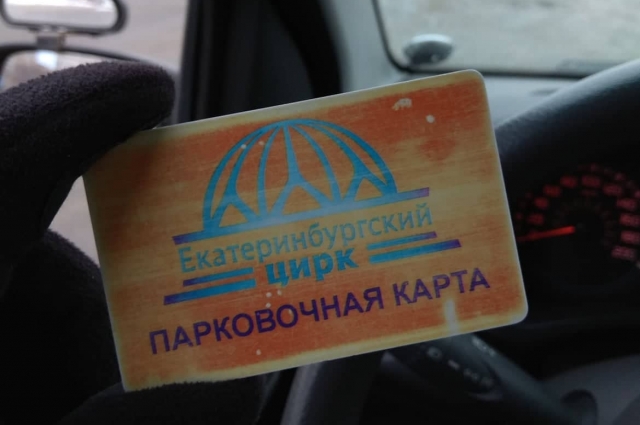 Екатеринбургский
цирк
ПАРКОВОЧНАЯ КАРТА